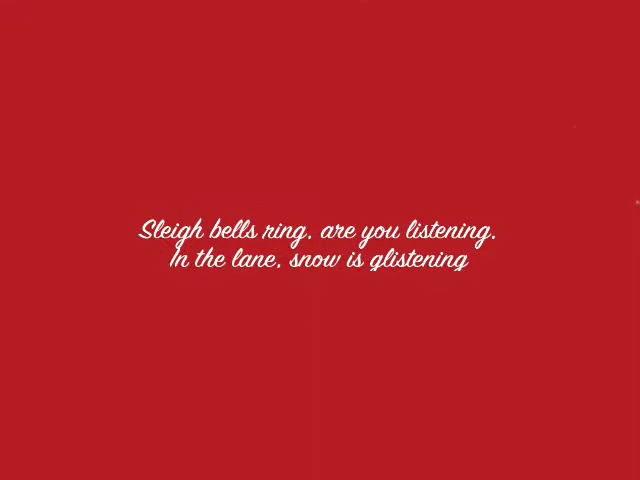 Sleigh bells ring, are you listening,
In the lane, snow is glistening